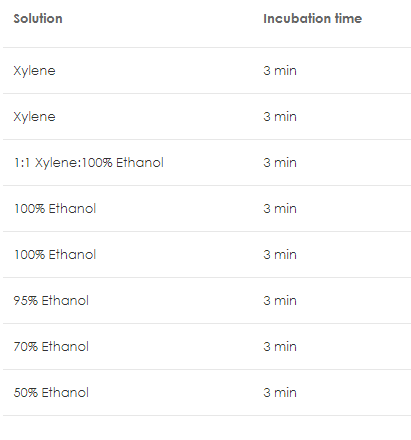 Solution Incubation time
Xylene 3 min
Xylene 3 min
1:1 Xylene:100% Ethanol 3 min
100% Ethanol 3 min
100% Ethanol 3 min
95% Ethanol 3 min
70% Ethanol 3 min
50% Ethanol 3 min